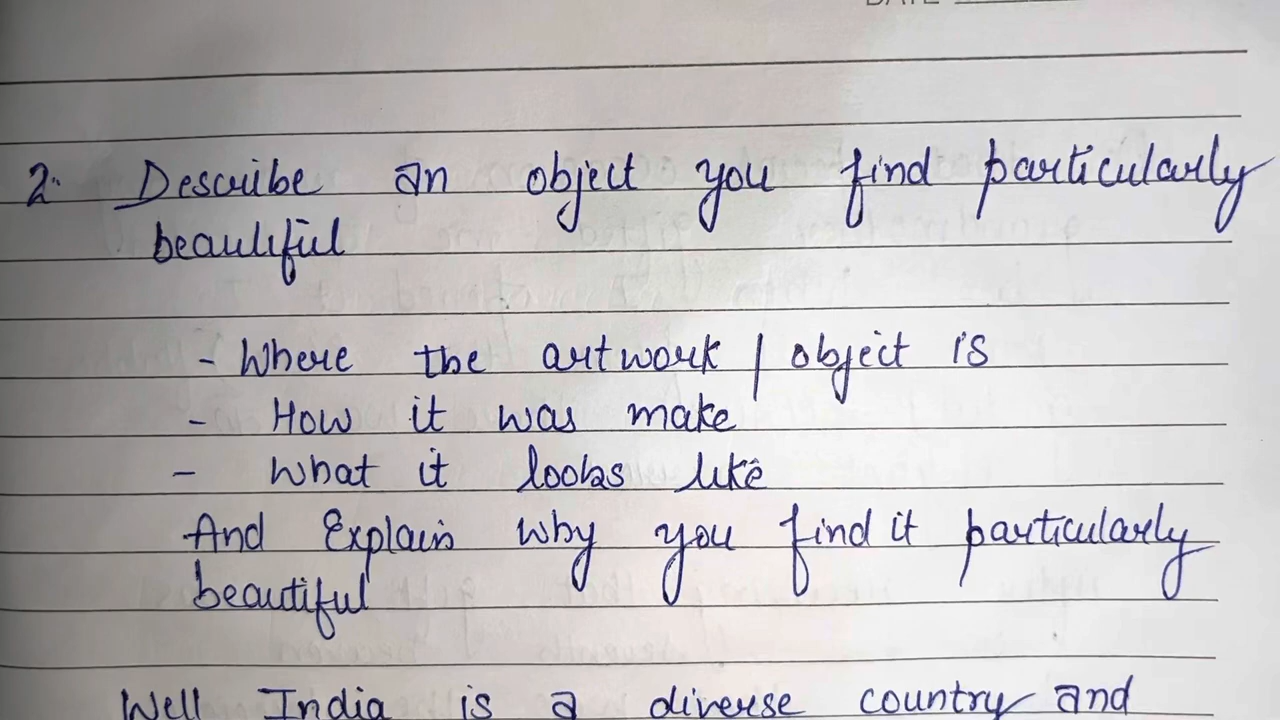 2. Describe an object you find particularly
beautiful
- Where the artwork / object is
- How it was make
- What it looks like
And Explain why you find it particularly
beautiful
Well India is a diverse country and